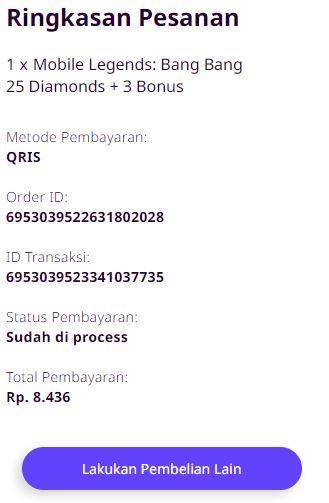 Ringkasan Pesanan
1 x Mobile Legends: Bang Bang
25 Diamonds + 3 Bonus
Metode Pembayaran:
QRIS
Order ID:
6953039522631802028
ID Transaksi:
6953039523341037735
Status Pembayaran:
Sudah di process
Total Pembayaran:
Rp. 8.436
Lakukan Pembelian Lain